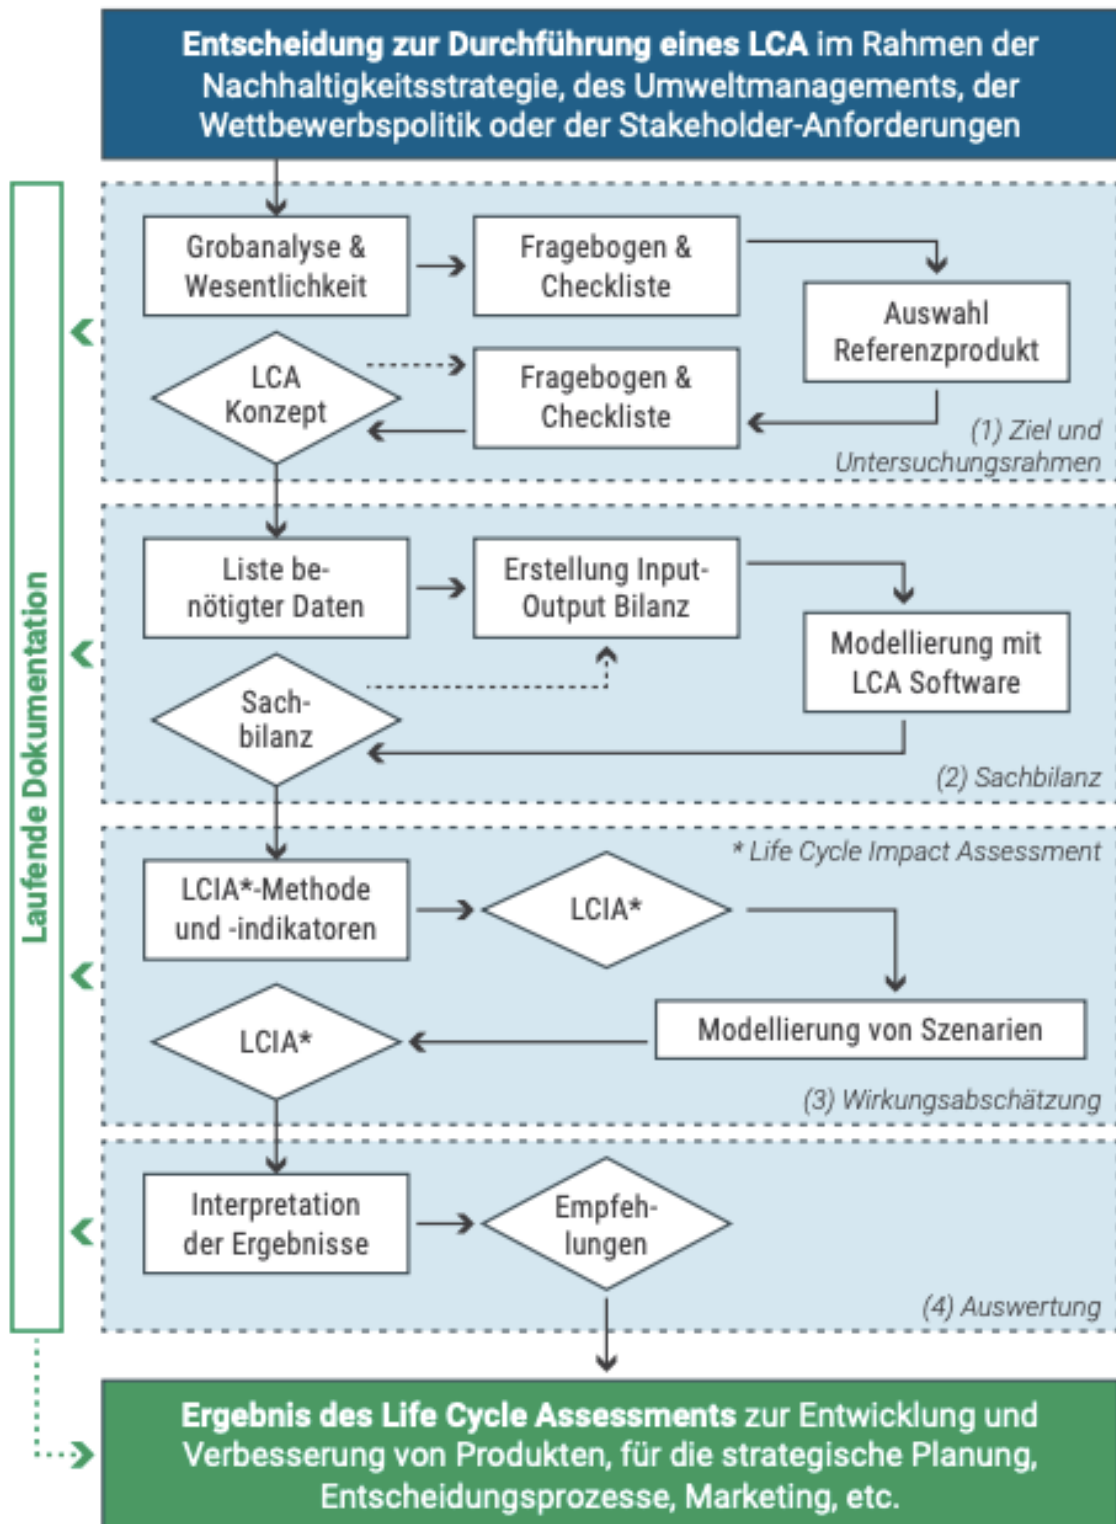 Entscheidung zur Durchführung eines LCA im Rahmen der
Nachhaltigkeitsstrategie, des Umweltmanagements, der
Wettbewerbspolitik oder der Stakeholder-Anforderungen
Laufende Dokumentation
Grobanalyse &
Wesentlichkeit
Fragebogen &
Checkliste
Auswahl
Referenzprodukt
Fragebogen &
Checkliste
LCA
Konzept
(1) Ziel und
Untersuchungsrahmen
Liste be-
nötigter Daten
Erstellung Input-
Output Bilanz
Modellierung mit
LCA Software
Sach-
bilanz
(2) Sachbilanz
* Life Cycle Impact Assessment
LCIA*-Methode
und -indikatoren
LCIA*
Modellierung von Szenarien
LCIA*
(3) Wirkungsabschätzung
Interpretation
der Ergebnisse
Empfeh-
lungen
(4) Auswertung
Ergebnis des Life Cycle Assessments zur Entwicklung und
Verbesserung von Produkten, für die strategische Planung,
Entscheidungsprozesse, Marketing, etc.